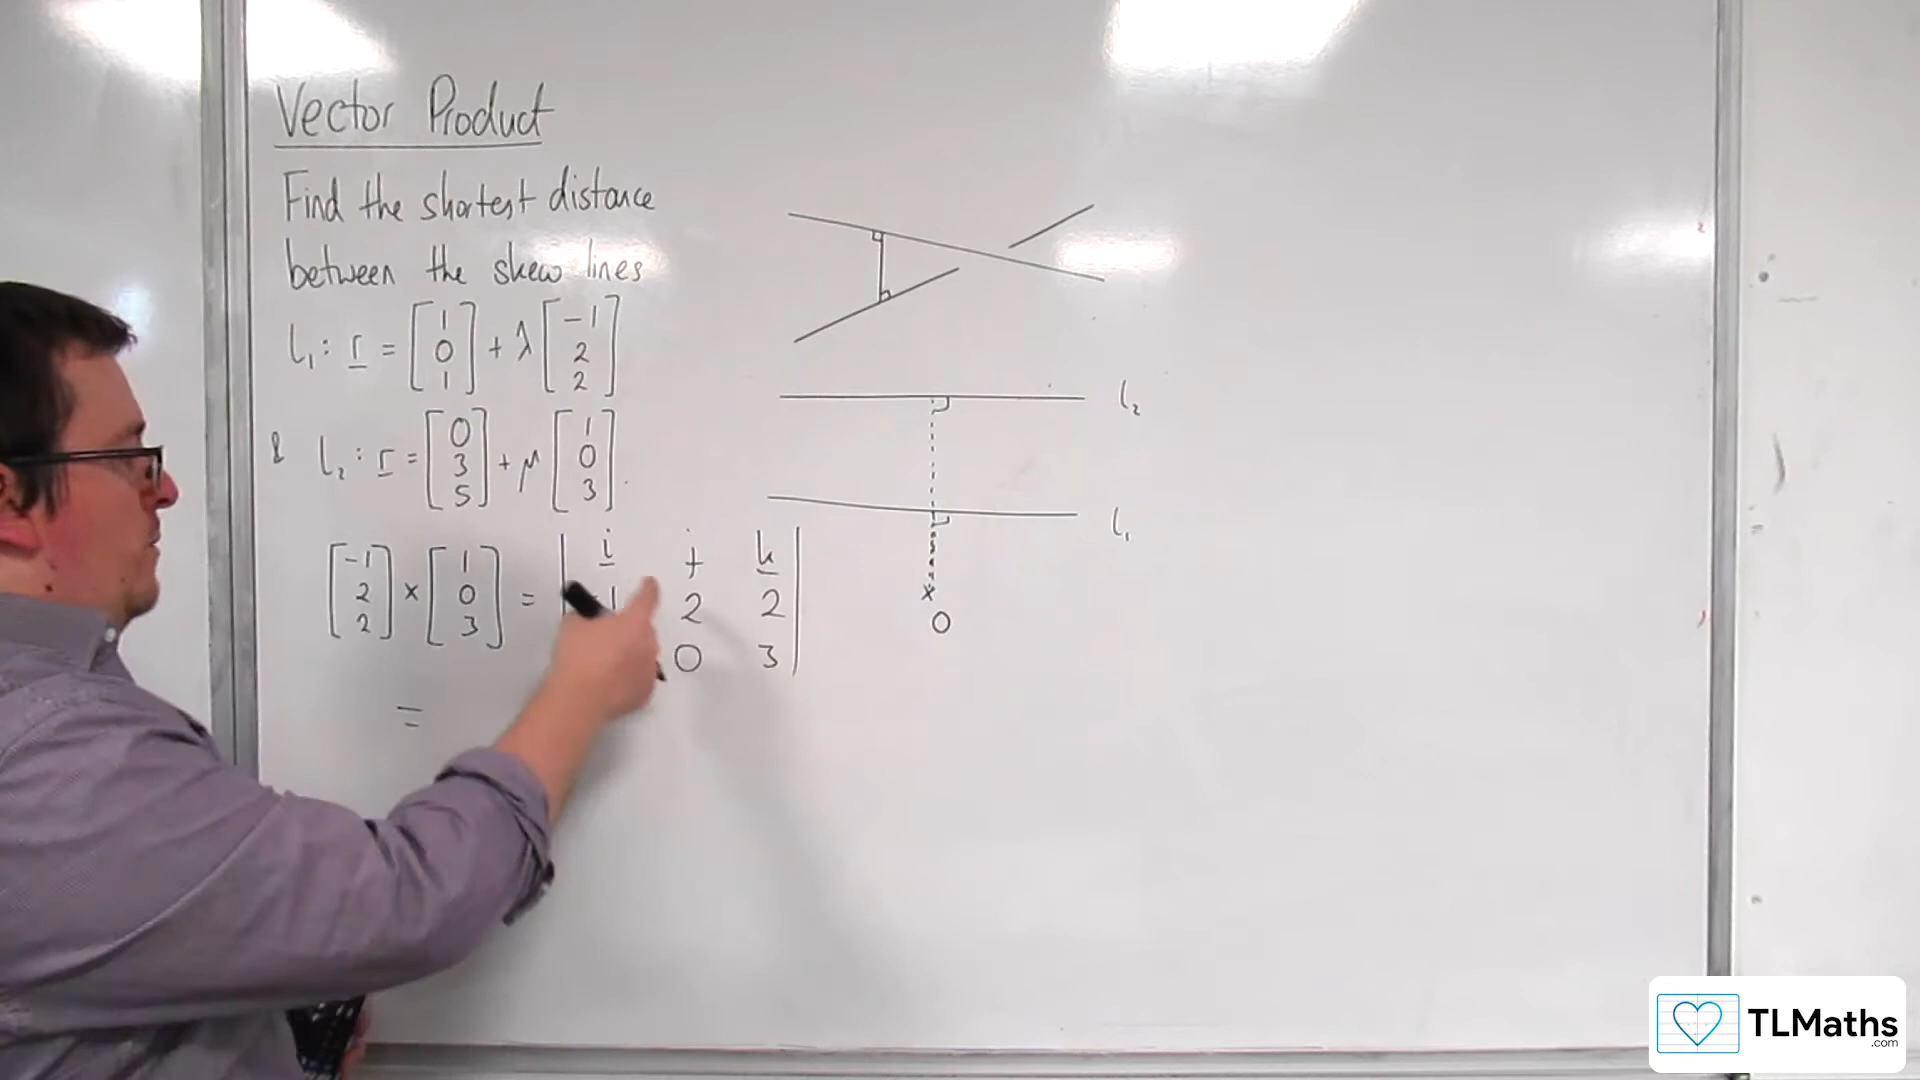 Vector Product
Find the shortest distance
between the skew lines
l₁ : r = [1 0 1] + λ [-1 2 2]
& l₂ : r = [0 3 5] + μ [1 0 3].
[-1 2 2] × [1 0 3] = | i j k
1 2 2
0 3 |
=
l₂
l₁
O
TLMaths
.com